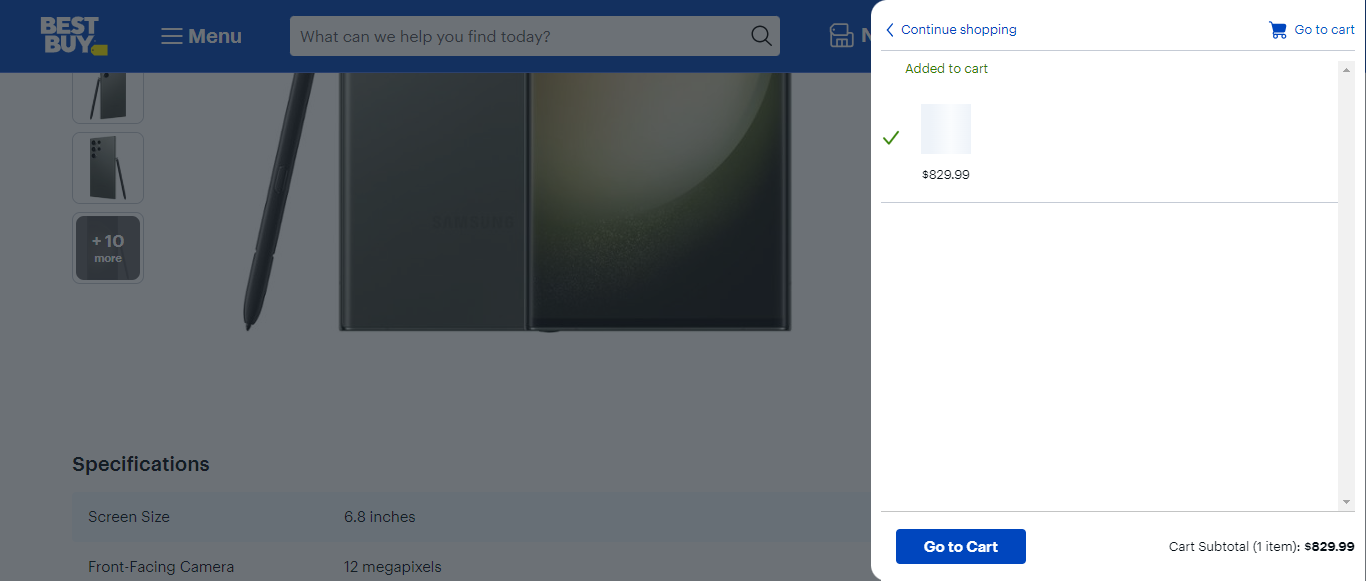 BEST
BUY
Menu
What can we help you find today?
N
Continue shopping
Go to cart
Added to cart
$829.99
+ 10
more
SAMSUNG
Specifications
Screen Size 6.8 inches
Front-Facing Camera 12 megapixels
Go to Cart
Cart Subtotal (1 item): $829.99